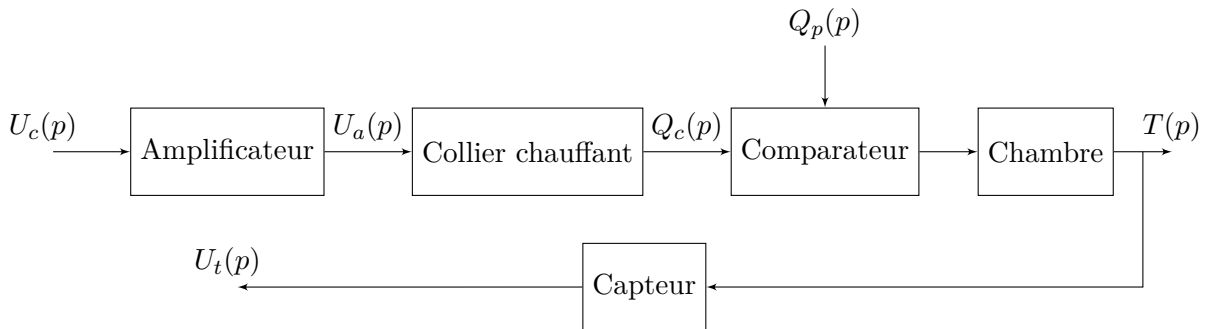 Q_p(p)
U_c(p)
Amplificateur
U_a(p)
Collier chauffant
Q_c(p)
Comparateur
Chambre
T(p)
U_t(p)
Capteur